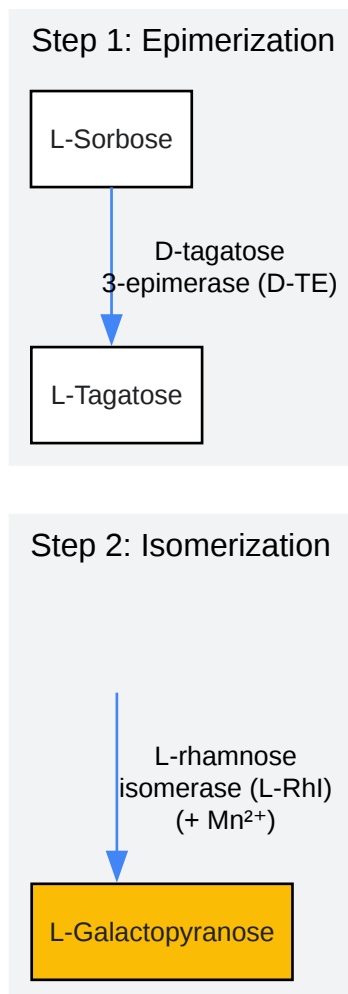 Step 1: Epimerization
L-Sorbose
D-tagatose
3-epimerase (D-TE)
L-Tagatose
Step 2: Isomerization
L-rhamnose
isomerase (L-RhI)
(+ Mn²⁺)
L-Galactopyranose